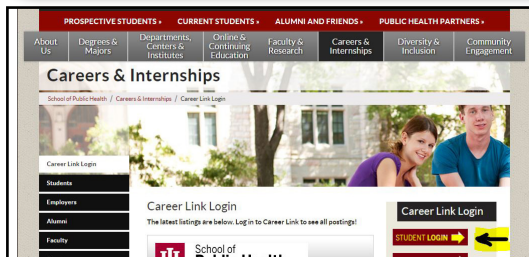 PROSPECTIVE STUDENTS » CURRENT STUDENTS » ALUMNI AND FRIENDS » PUBLIC HEALTH PARTNERS »
About Us
Degrees & Majors
Departments, Centers & Institutes
Online & Continuing Education
Faculty & Research
Careers & Internships
Diversity & Inclusion
Community Engagement
Careers & Internships
School of Public Health / Careers & Internships / Career Link Login
Career Link Login
Students
Employers
Alumni
Faculty
Career Link Login
The latest listings are below. Log in to Career Link to see all postings!
School of
Public Health
Career Link Login
STUDENT LOGIN